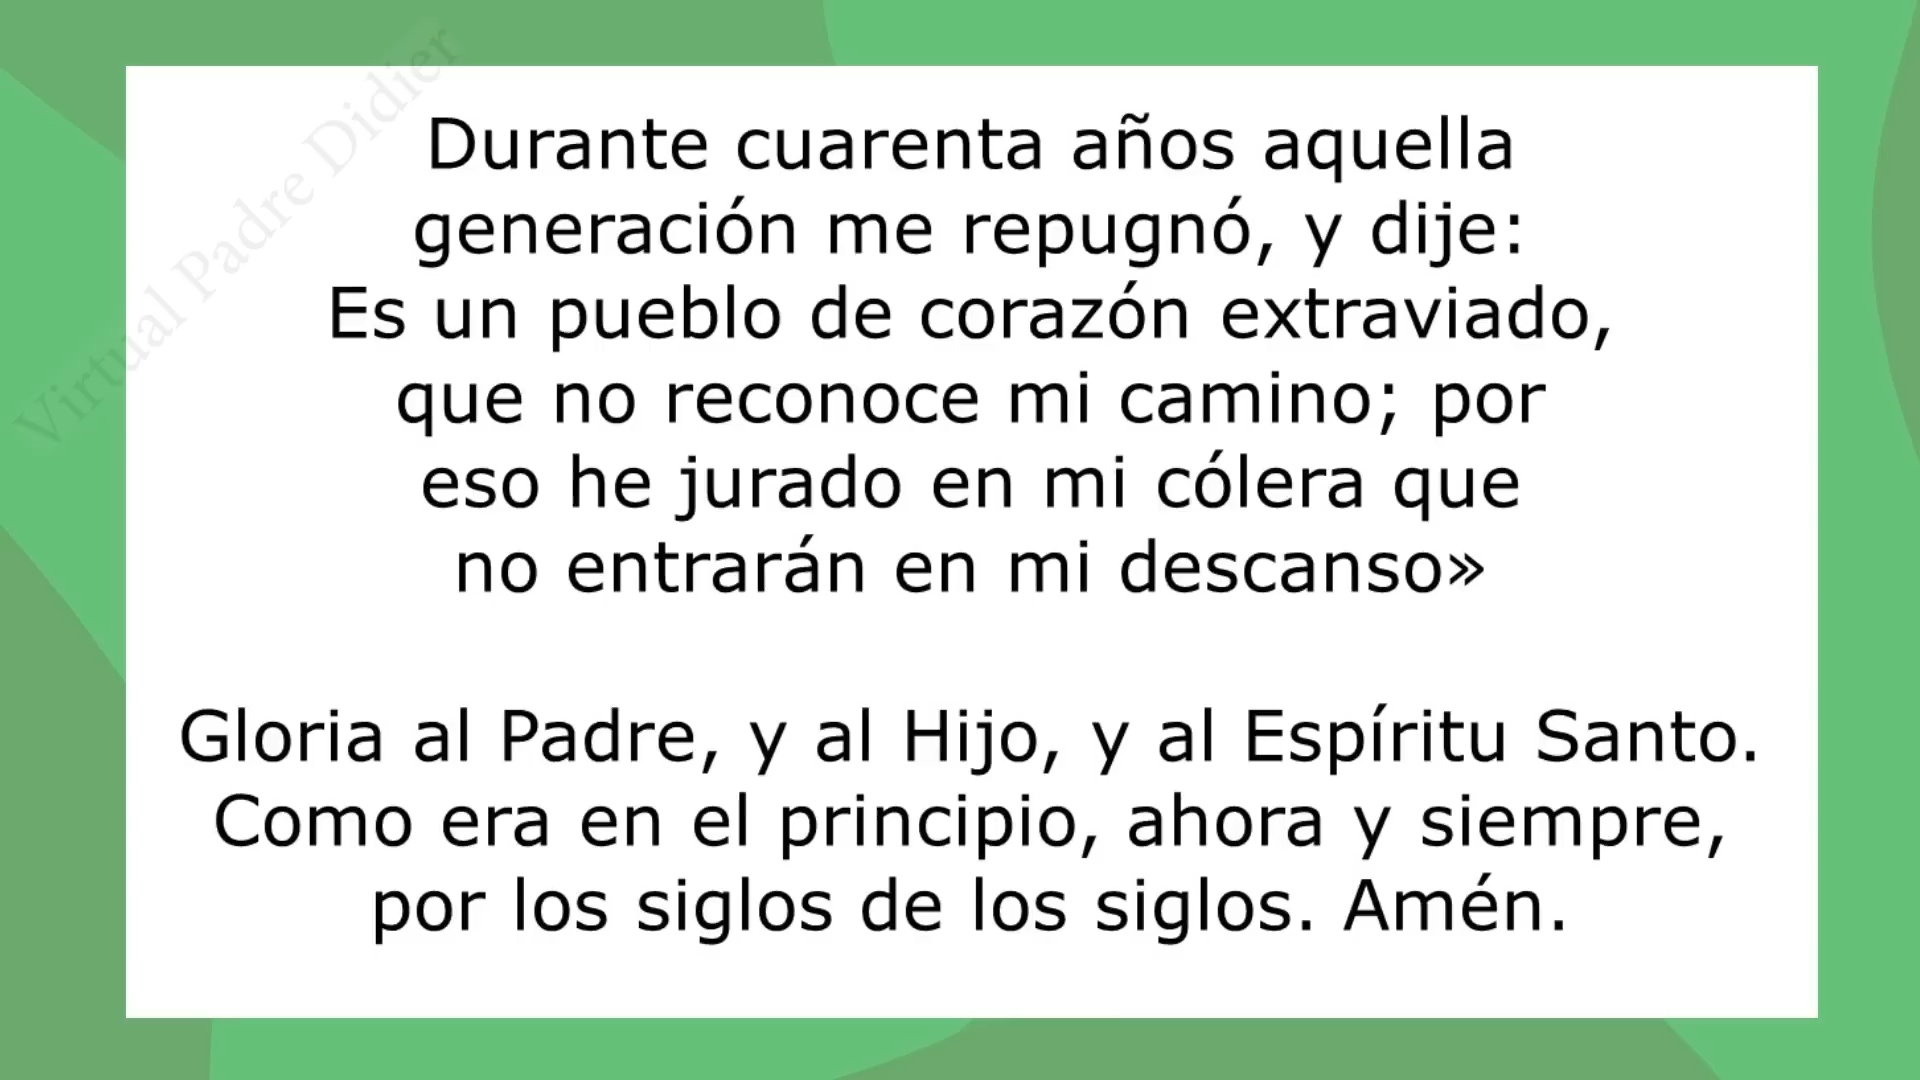 Virtual Padre Didier
Durante cuarenta años aquella
generación me repugnó, y dije:
Es un pueblo de corazón extraviado,
que no reconoce mi camino; por
eso he jurado en mi cólera que
no entrarán en mi descanso»
Gloria al Padre, y al Hijo, y al Espíritu Santo.
Como era en el principio, ahora y siempre,
por los siglos de los siglos. Amén.